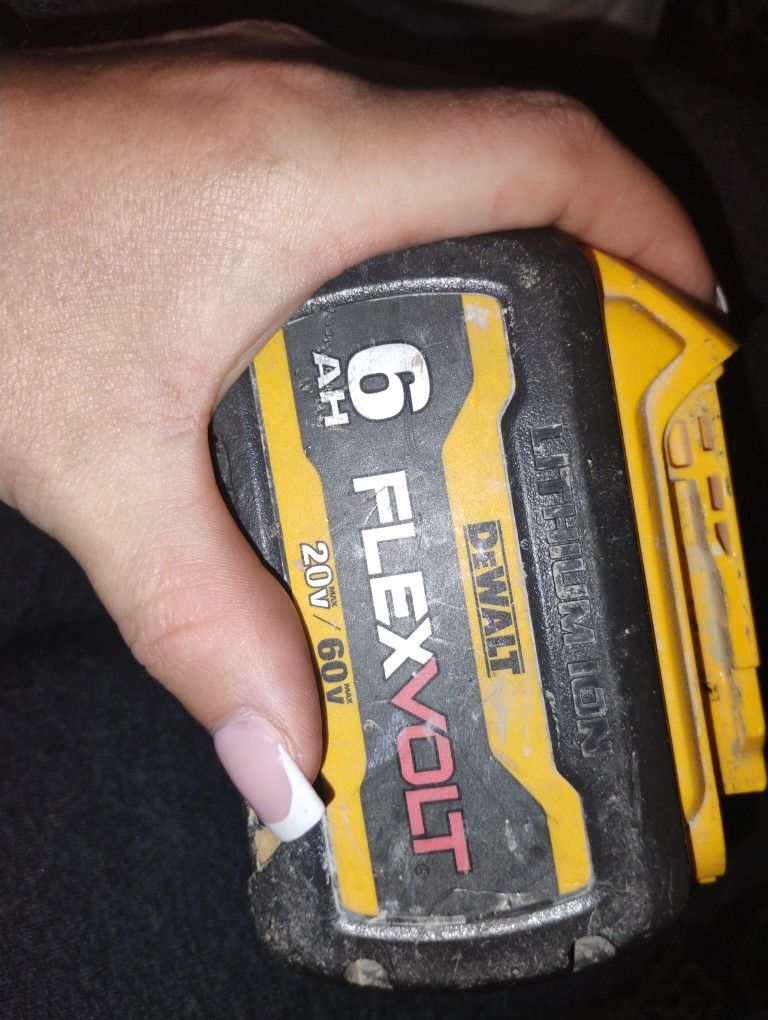 LITHIUM ION
DEWALT
6 AH
FLEXVOLT®
20V MAX / 60V MAX